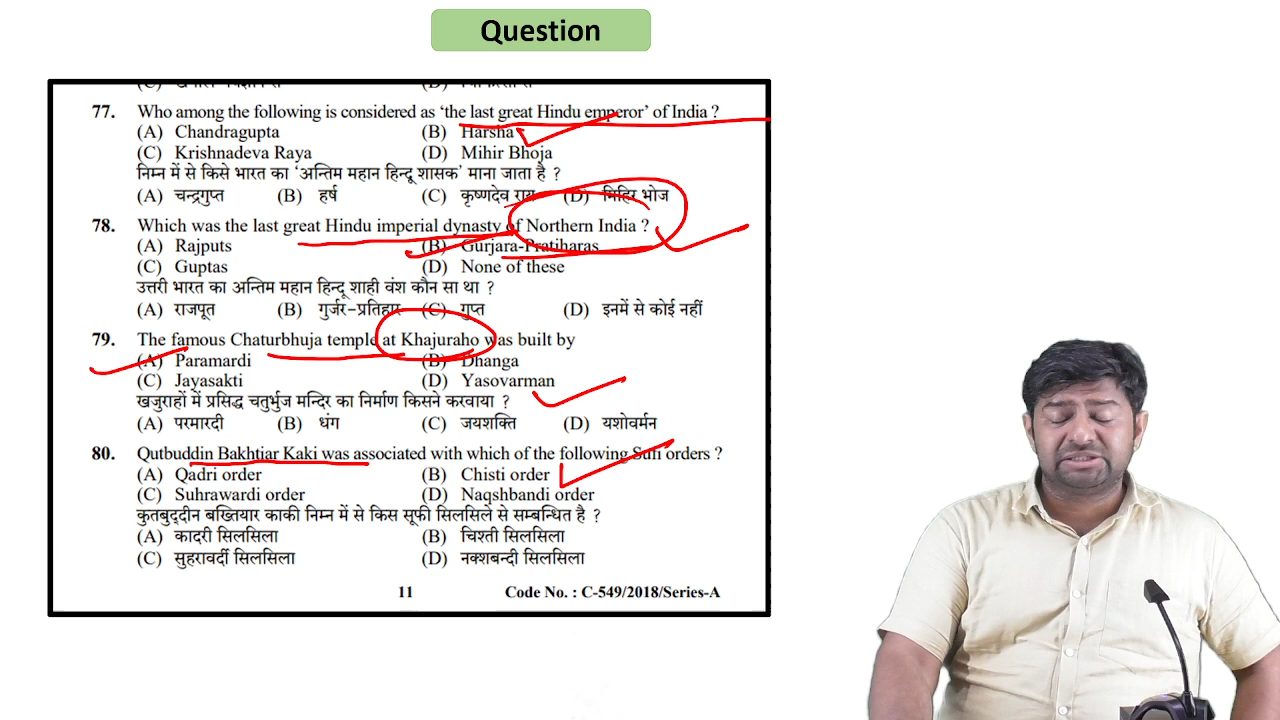 Question
77. Who among the following is considered as ‘the last great Hindu emperor’ of India ?
(A) Chandragupta (B) Harsha
(C) Krishnadeva Raya (D) Mihir Bhoja
निम्न में से किसे भारत का ‘अन्तिम महान हिन्दू शासक’ माना जाता है ?
(A) चन्द्रगुप्त (B) हर्ष (C) कृष्णदेव राय (D) मिहिर भोज
78. Which was the last great Hindu imperial dynasty of Northern India ?
(A) Rajputs (B) Gurjara-Pratiharas
(C) Guptas (D) None of these
उत्तरी भारत का अन्तिम महान हिन्दू शाही वंश कौन सा था ?
(A) राजपूत (B) गुर्जर-प्रतिहार (C) गुप्त (D) इनमें से कोई नहीं
79. The famous Chaturbhuja temple at Khajuraho was built by
(A) Paramardi (B) Dhanga
(C) Jayasakti (D) Yasovarman
खजुराहों में प्रसिद्ध चतुर्भुज मन्दिर का निर्माण किसने करवाया ?
(A) परमारदी (B) धंग (C) जयशक्ति (D) यशोवर्मन
80. Qutbuddin Bakhtiar Kaki was associated with which of the following Sufi orders ?
(A) Qadri order (B) Chisti order
(C) Suhrawardi order (D) Naqshbandi order
कुतबुद्दीन बख्तियार काकी निम्न में से किस सूफी सिलसिले से सम्बन्धित है ?
(A) कादरी सिलसिला (B) चिश्ती सिलसिला
(C) सुहरावर्दी सिलसिला (D) नक्शबन्दी सिलसिला
11 Code No. : C-549/2018/Series-A